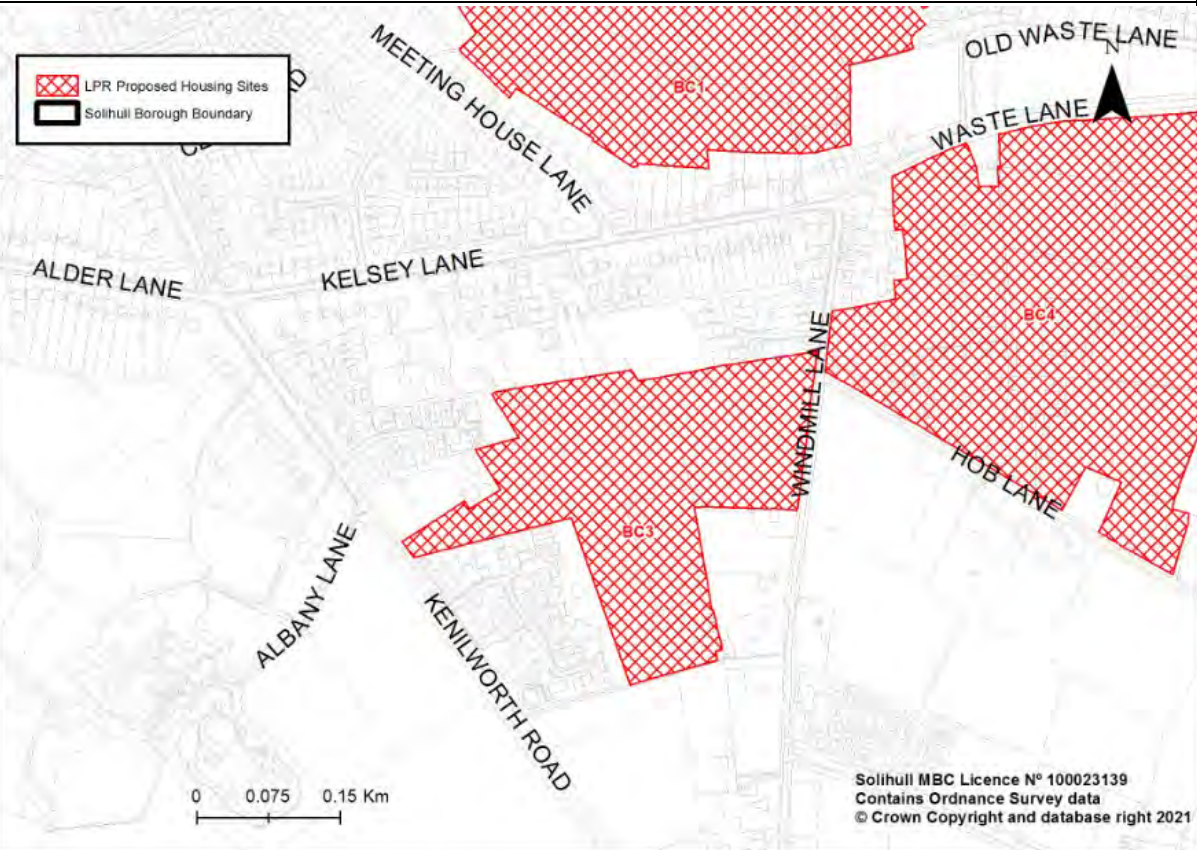 LPR Proposed Housing Sites
Solihull Borough Boundary
MEETING HOUSE LANE
BC1
OLD WASTE LANE
N
WASTE LANE
ALDER LANE
KELSEY LANE
BC4
WINDMILL LANE
HOB LANE
BC3
ALBANY LANE
KENILWORTH ROAD
0 0.075 0.15 Km
Solihull MBC Licence Nº 100023139
Contains Ordnance Survey data
© Crown Copyright and database right 2021